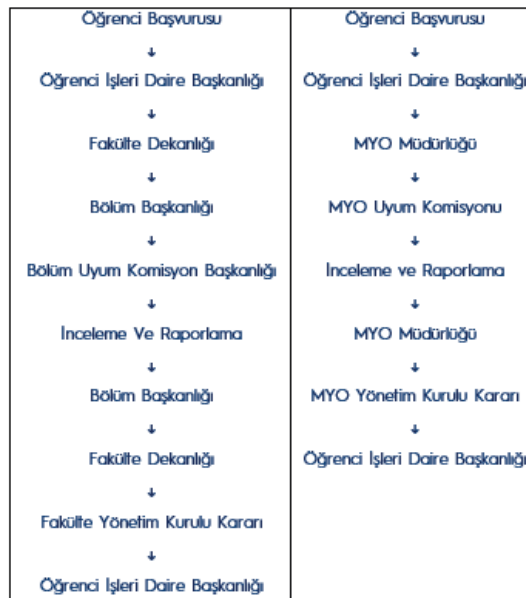 Öğrenci Başvurusu
↓
Öğrenci İşleri Daire Başkanlığı
↓
Fakülte Dekanlığı
↓
Bölüm Başkanlığı
↓
Bölüm Uyum Komisyon Başkanlığı
↓
İnceleme Ve Raporlama
↓
Bölüm Başkanlığı
↓
Fakülte Dekanlığı
↓
Fakülte Yönetim Kurulu Kararı
↓
Öğrenci İşleri Daire Başkanlığı
Öğrenci Başvurusu
↓
Öğrenci İşleri Daire Başkanlığı
↓
MYO Müdürlüğü
↓
MYO Uyum Komisyonu
↓
İnceleme ve Raporlama
↓
MYO Müdürlüğü
↓
MYO Yönetim Kurulu Kararı
↓
Öğrenci İşleri Daire Başkanlığı